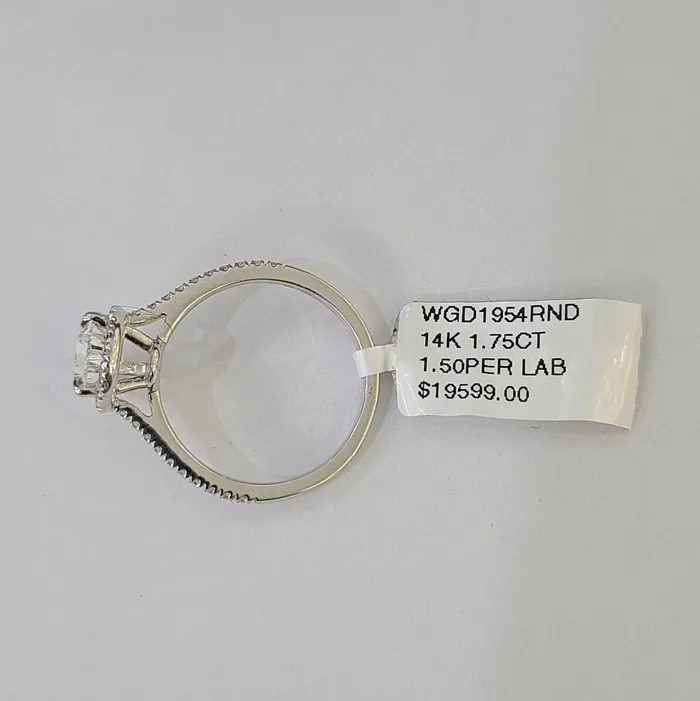 WGD1954RND
14K 1.75CT
1.50PER LAB
$19599.00